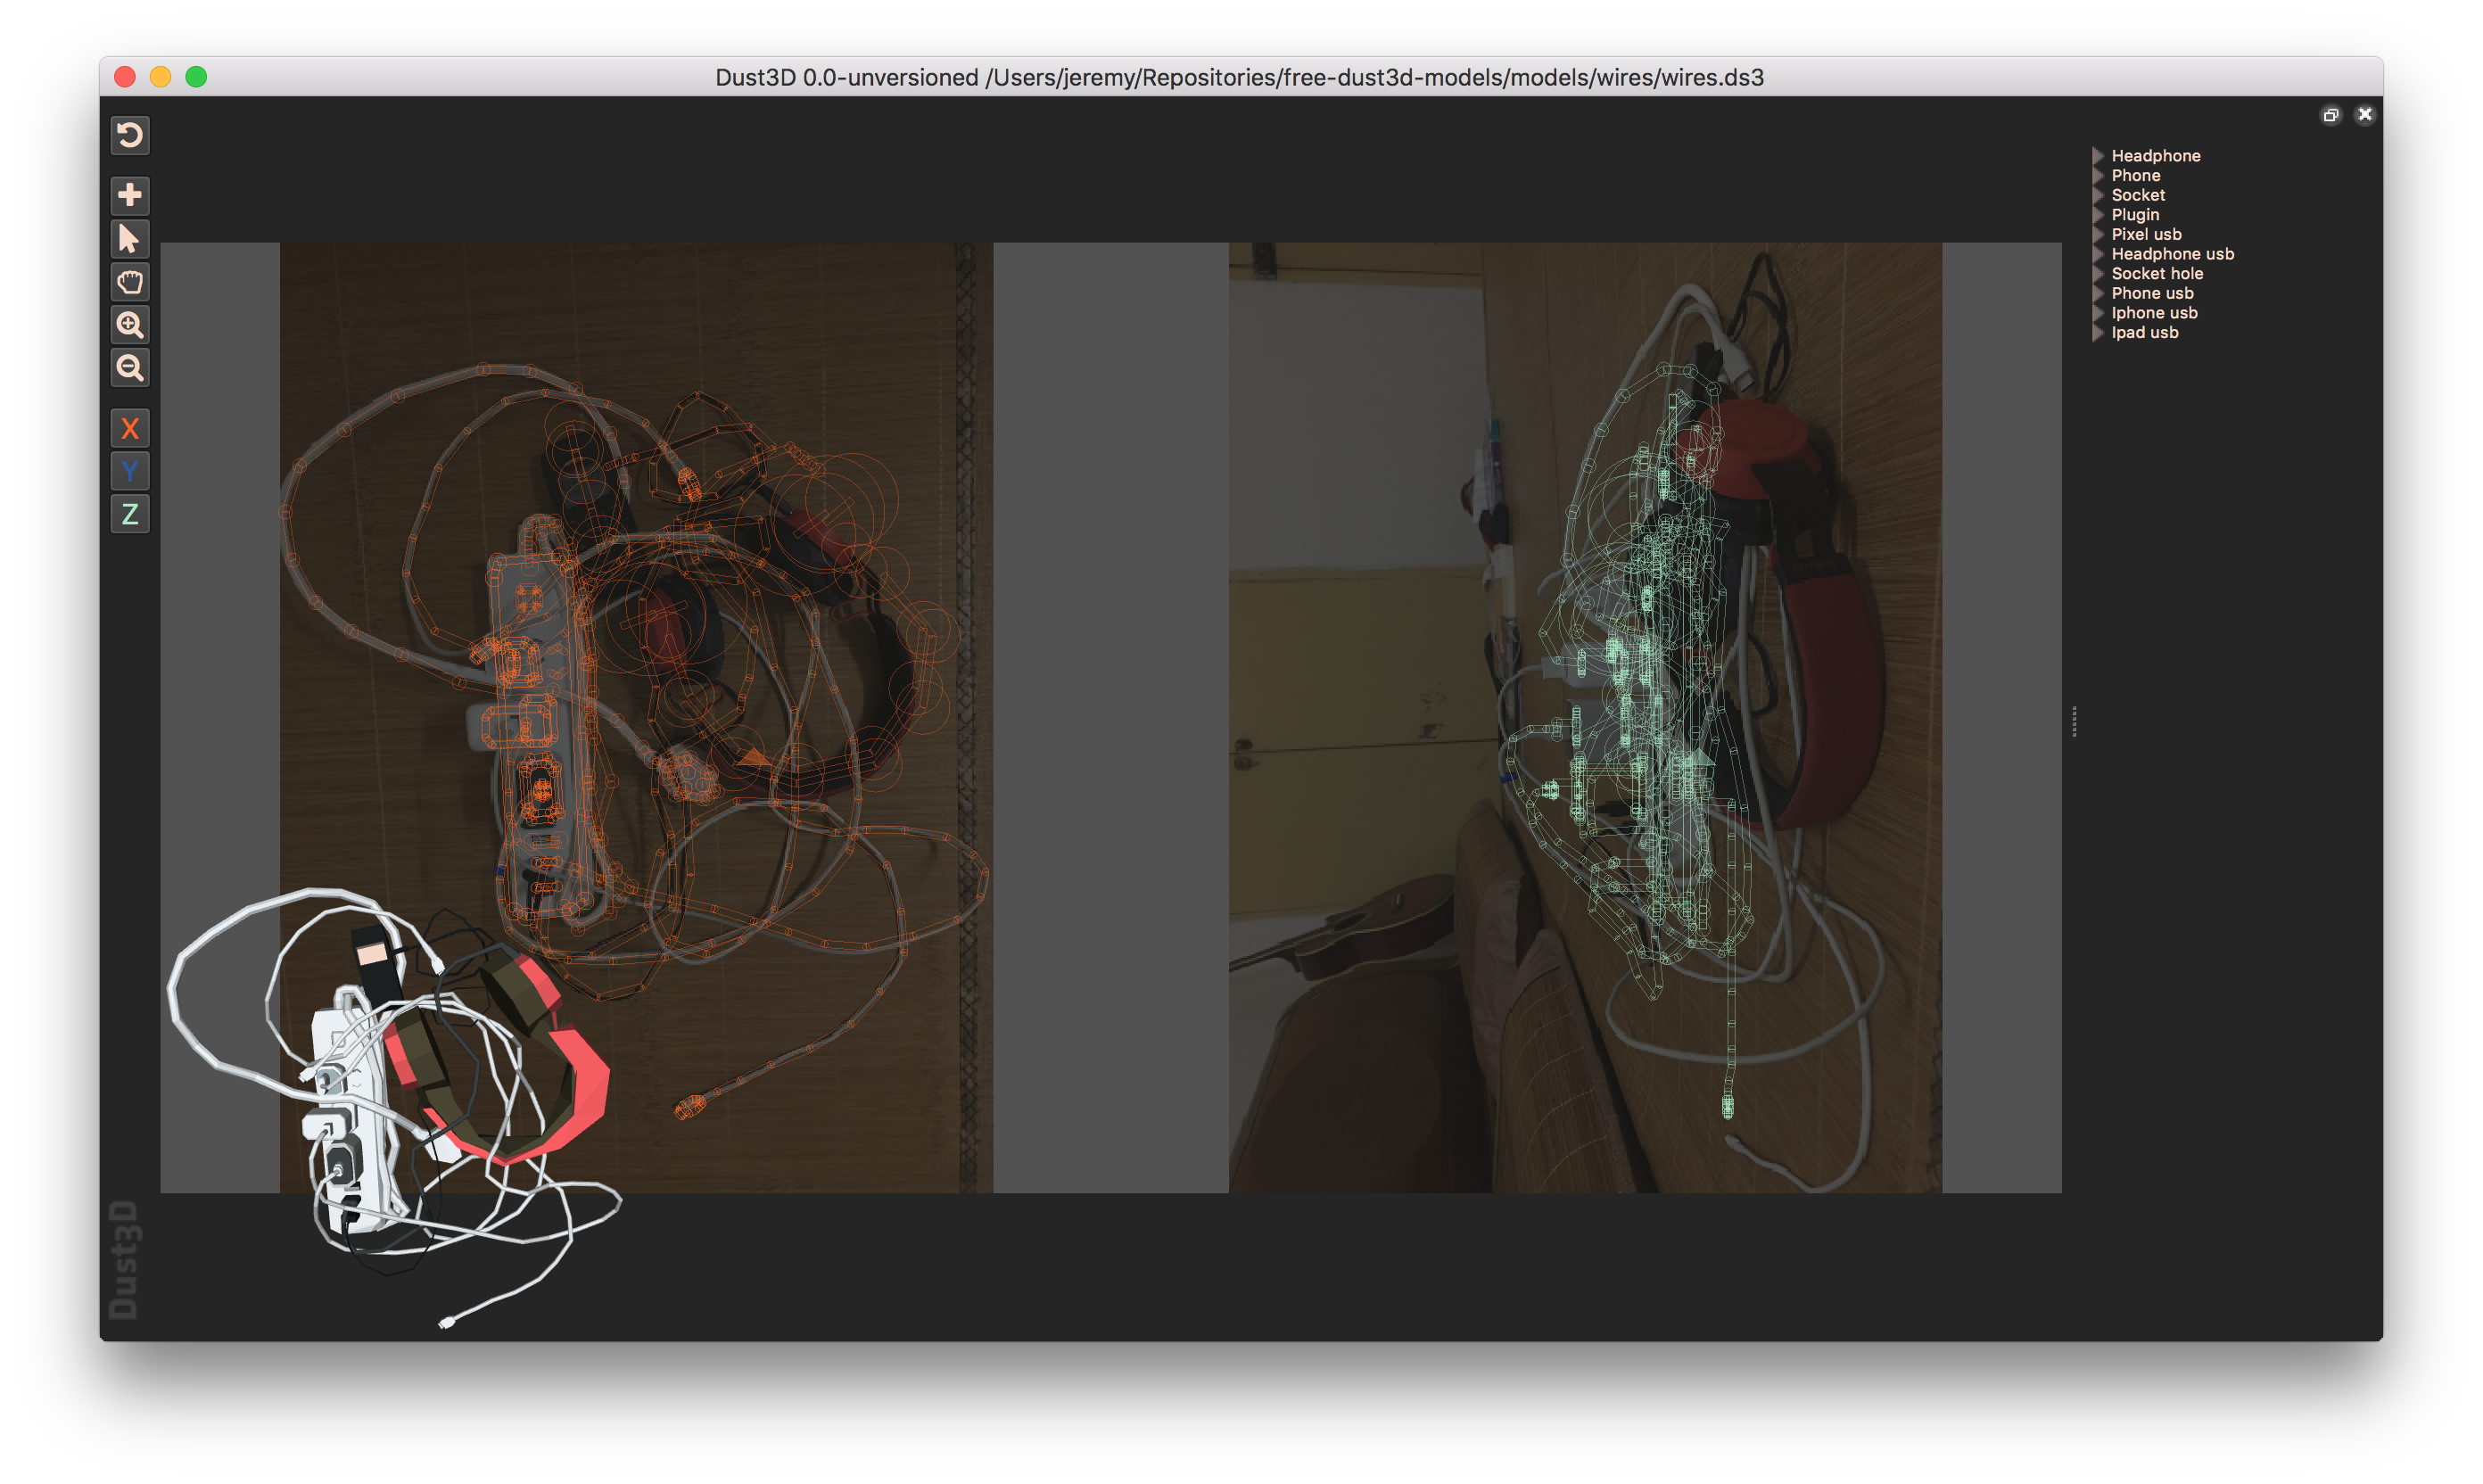 Dust3D 0.0-unversioned /Users/jeremy/Repositories/free-dust3d-models/models/wires/wires.ds3
X
Y
Z
Headphone
Phone
Socket
Plugin
Pixel usb
Headphone usb
Socket hole
Phone usb
Iphone usb
Ipad usb
Dust3D